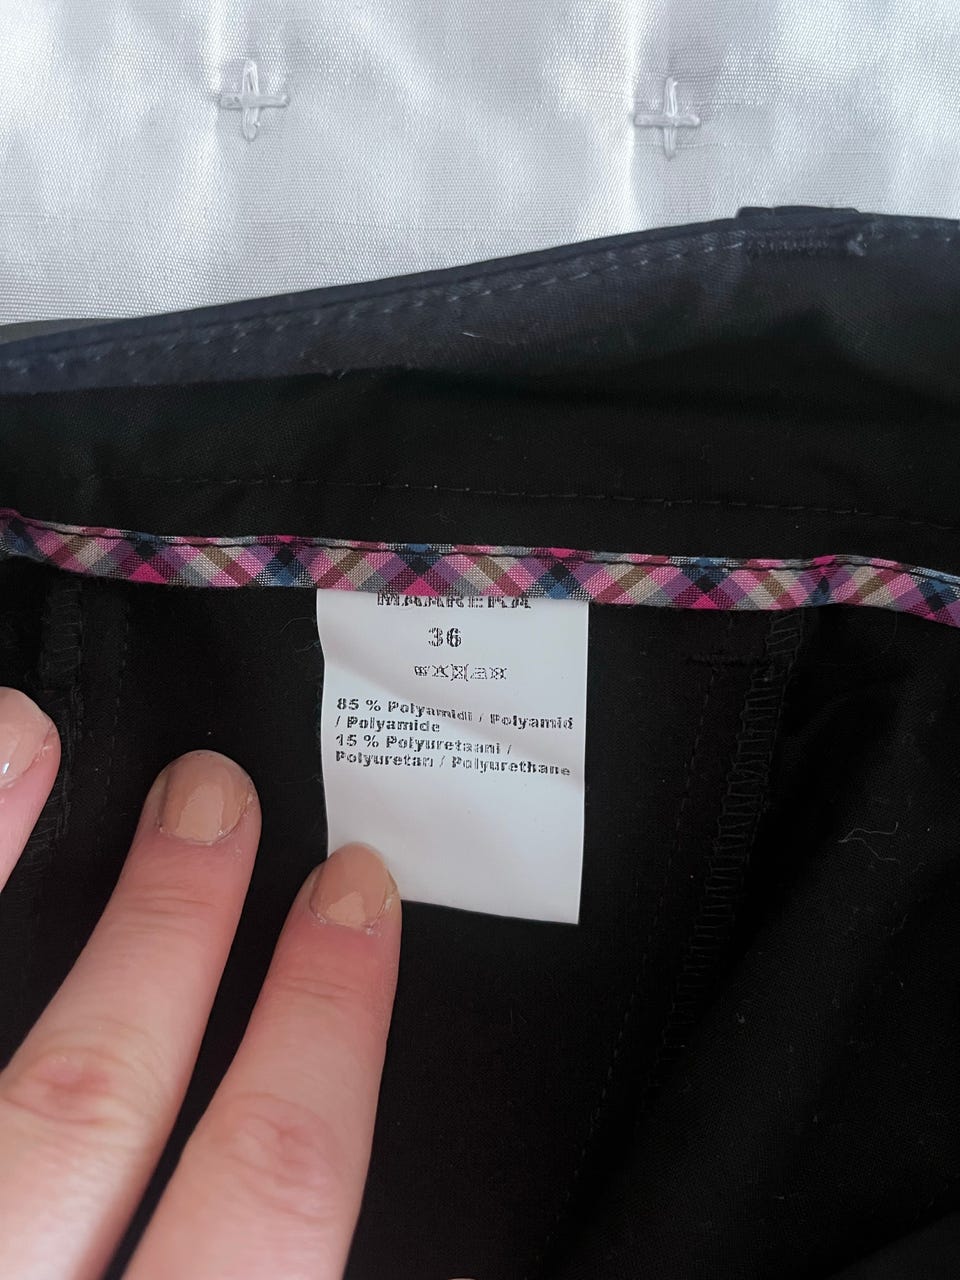 36
85 % Polyamidi / Polyamid
/ Polyamide
15 % Polyuretaani /
Polyuretan / Polyurethane